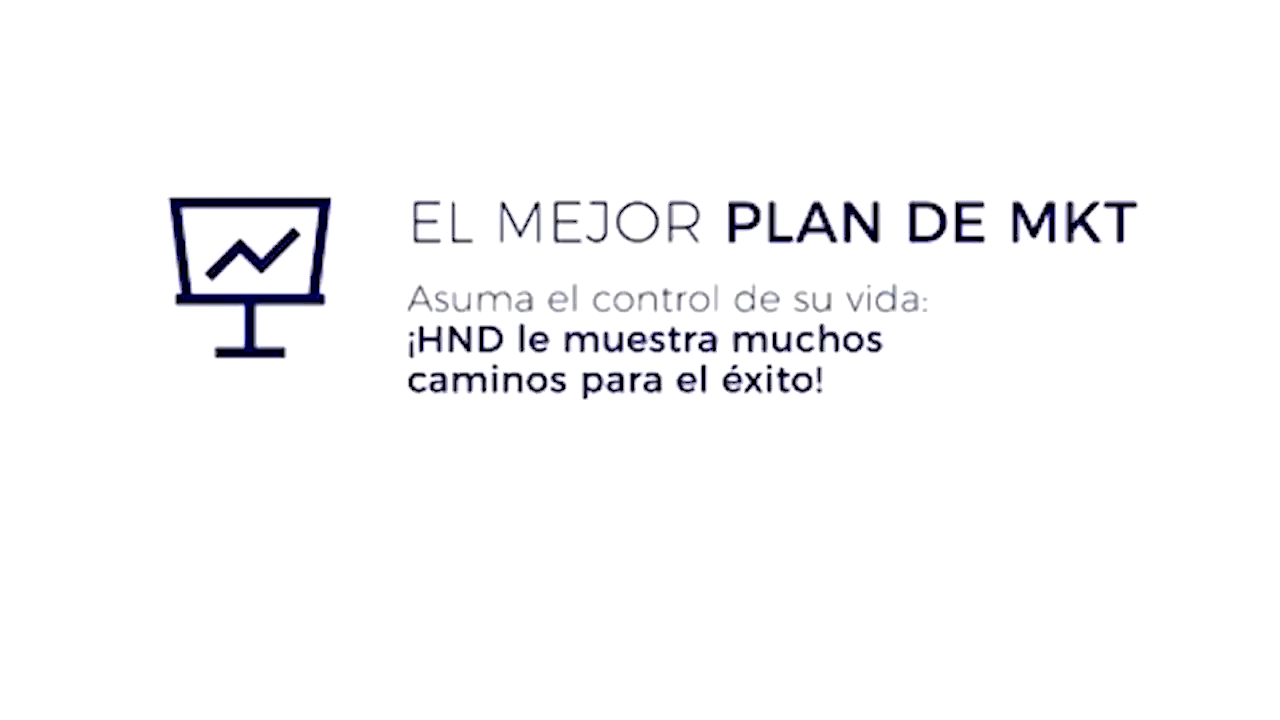 EL MEJOR PLAN DE MKT
Asuma el control de su vida:
¡HND le muestra muchos
caminos para el éxito!